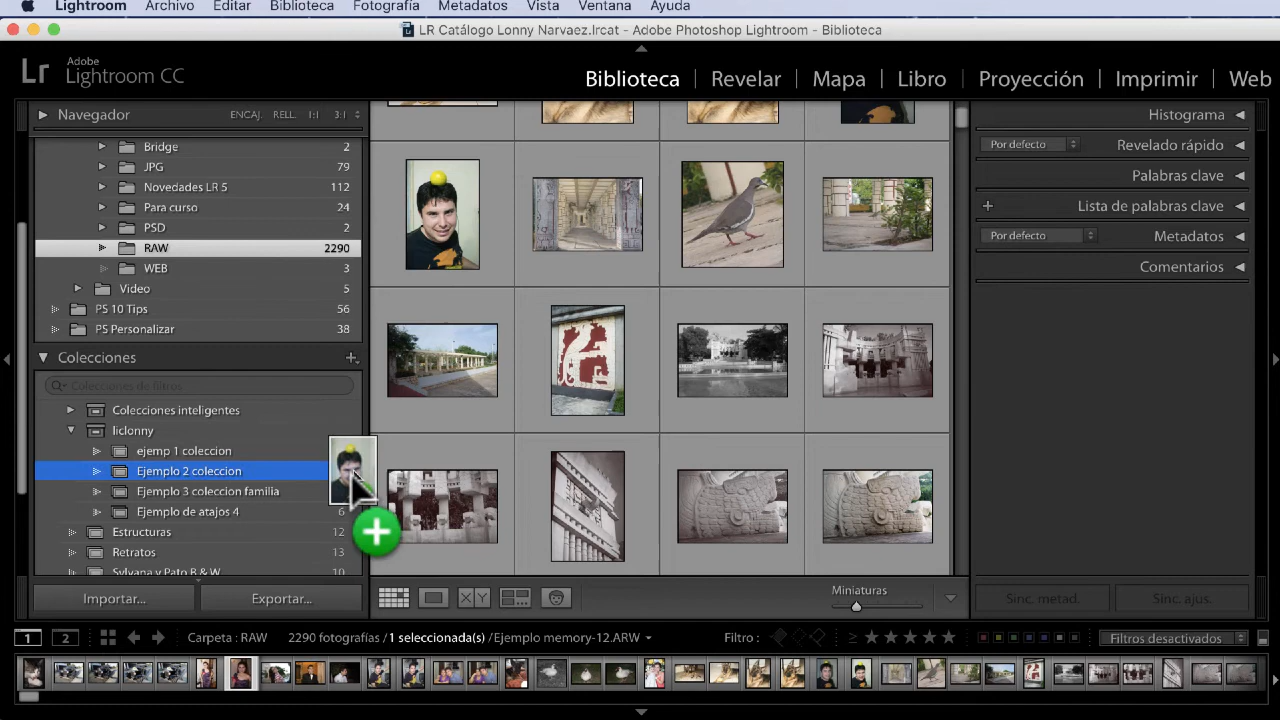 Lightroom Archivo Editar Biblioteca Fotografía Metadatos Vista Ventana Ayuda
LR Catálogo Lonny Narvaez.lrcat - Adobe Photoshop Lightroom - Biblioteca
Lr Adobe
Lightroom CC
Biblioteca | Revelar | Mapa | Libro | Proyección | Imprimir | Web
Navegador ENCAJ. RELL. 1:1 3:1
Bridge 2
JPG 79
Novedades LR 5 112
Para curso 24
PSD 2
RAW 2290
WEB 3
Video 5
PS 10 Tips 56
PS Personalizar 38
Colecciones
Colecciones de filtros
Colecciones inteligentes
liclonny
ejemp 1 coleccion
Ejemplo 2 coleccion
Ejemplo 3 coleccion familia
Ejemplo de atajos 4 6
Estructuras 12
Retratos 13
Sylvana y Pato B & W 10
Importar... Exportar...
Histograma
Por defecto Revelado rápido
Palabras clave
Lista de palabras clave
Por defecto Metadatos
Comentarios
X Y
Miniaturas
Sinc. metad. Sinc. ajus.
1 2 Carpeta : RAW 2290 fotografías / 1 seleccionada(s) / Ejemplo memory-12.ARW Filtro : ≥ ★★★★★ Filtros desactivados